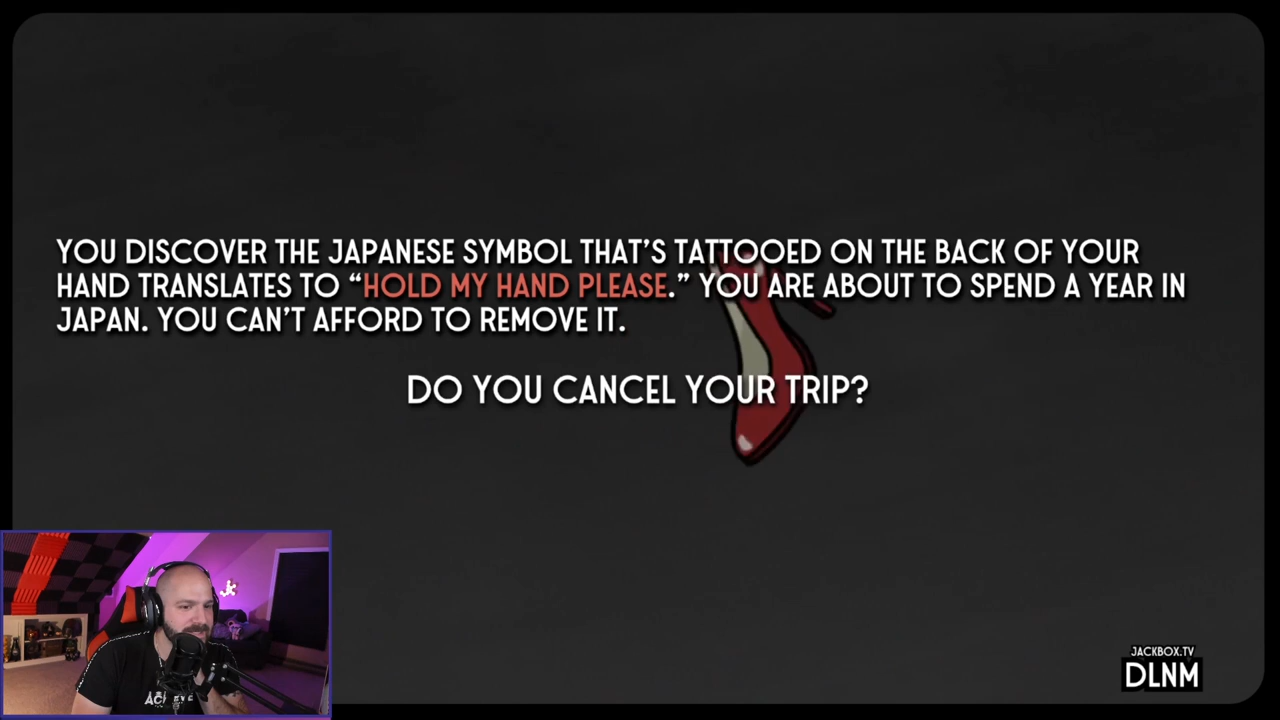 YOU DISCOVER THE JAPANESE SYMBOL THAT'S TATTOOED ON THE BACK OF YOUR
HAND TRANSLATES TO “HOLD MY HAND PLEASE.” YOU ARE ABOUT TO SPEND A YEAR IN
JAPAN. YOU CAN'T AFFORD TO REMOVE IT.
DO YOU CANCEL YOUR TRIP?
JACKBOX.TV
DLNM